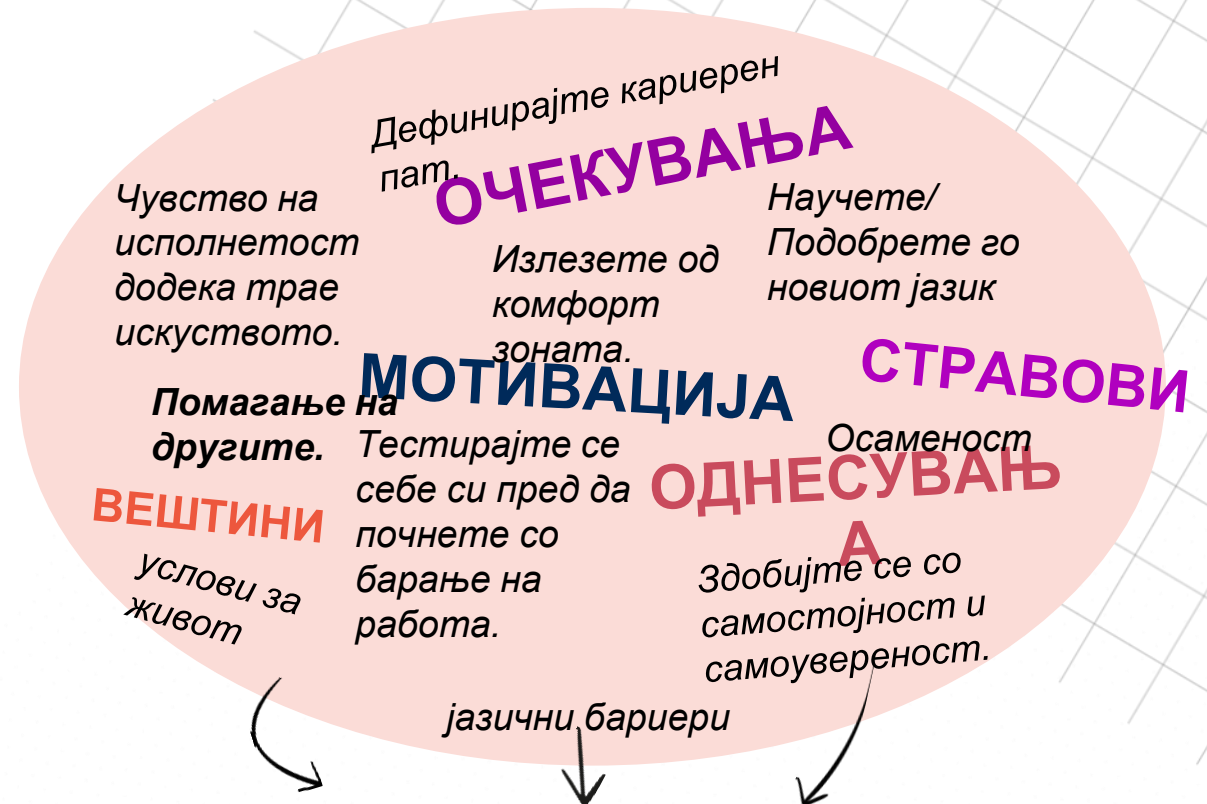 Дефинирајте кариерен
пат.
ОЧЕКУВАЊА
Чувство на
исполнетост
додека трае
искуството.
Излезете од
комфорт
зоната.
Научете/
Подобрете го
новиот јазик
МОТИВАЦИЈА
СТРАВОВИ
Помагање на
другите.
Тестирајте се
себе си пред да
почнете со
барање на
работа.
Осаменост
ОДНЕСУВАЊ
А
ВЕШТИНИ
услови за
живот
Здобијте се со
самостојност и
самоувереност.
јазични бариери